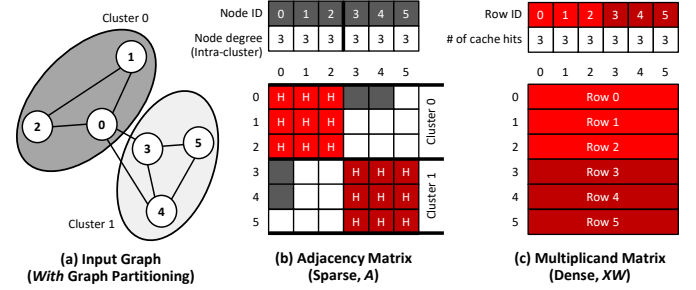 Cluster 0
1
2
0
3
5
4
Cluster 1
(a) Input Graph
(With Graph Partitioning)
Node ID 0 1 2 3 4 5
Node degree
(Intra-cluster) 3 3 3 3 3 3
0 1 2 3 4 5
0 H H H
1 H H H
2 H H H
Cluster 0
3 H H H
4 H H H
5 H H H
Cluster 1
(b) Adjacency Matrix
(Sparse, A)
Row ID 0 1 2 3 4 5
# of cache hits 3 3 3 3 3 3
0 1 2 3 4 5
0 Row 0
1 Row 1
2 Row 2
3 Row 3
4 Row 4
5 Row 5
(c) Multiplicand Matrix
(Dense, XW)